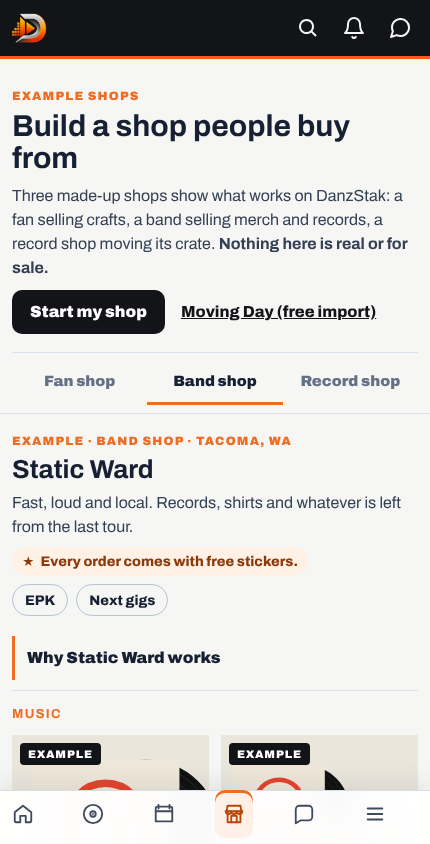 EXAMPLE SHOPS
Build a shop people buy
from
Three made-up shops show what works on DanzStak: a
fan selling crafts, a band selling merch and records, a
record shop moving its crate. Nothing here is real or for
sale.
Start my shop
Moving Day (free import)
Fan shop
Band shop
Record shop
EXAMPLE · BAND SHOP · TACOMA, WA
Static Ward
Fast, loud and local. Records, shirts and whatever is left
from the last tour.
★ Every order comes with free stickers.
EPK
Next gigs
Why Static Ward works
MUSIC
EXAMPLE
EXAMPLE